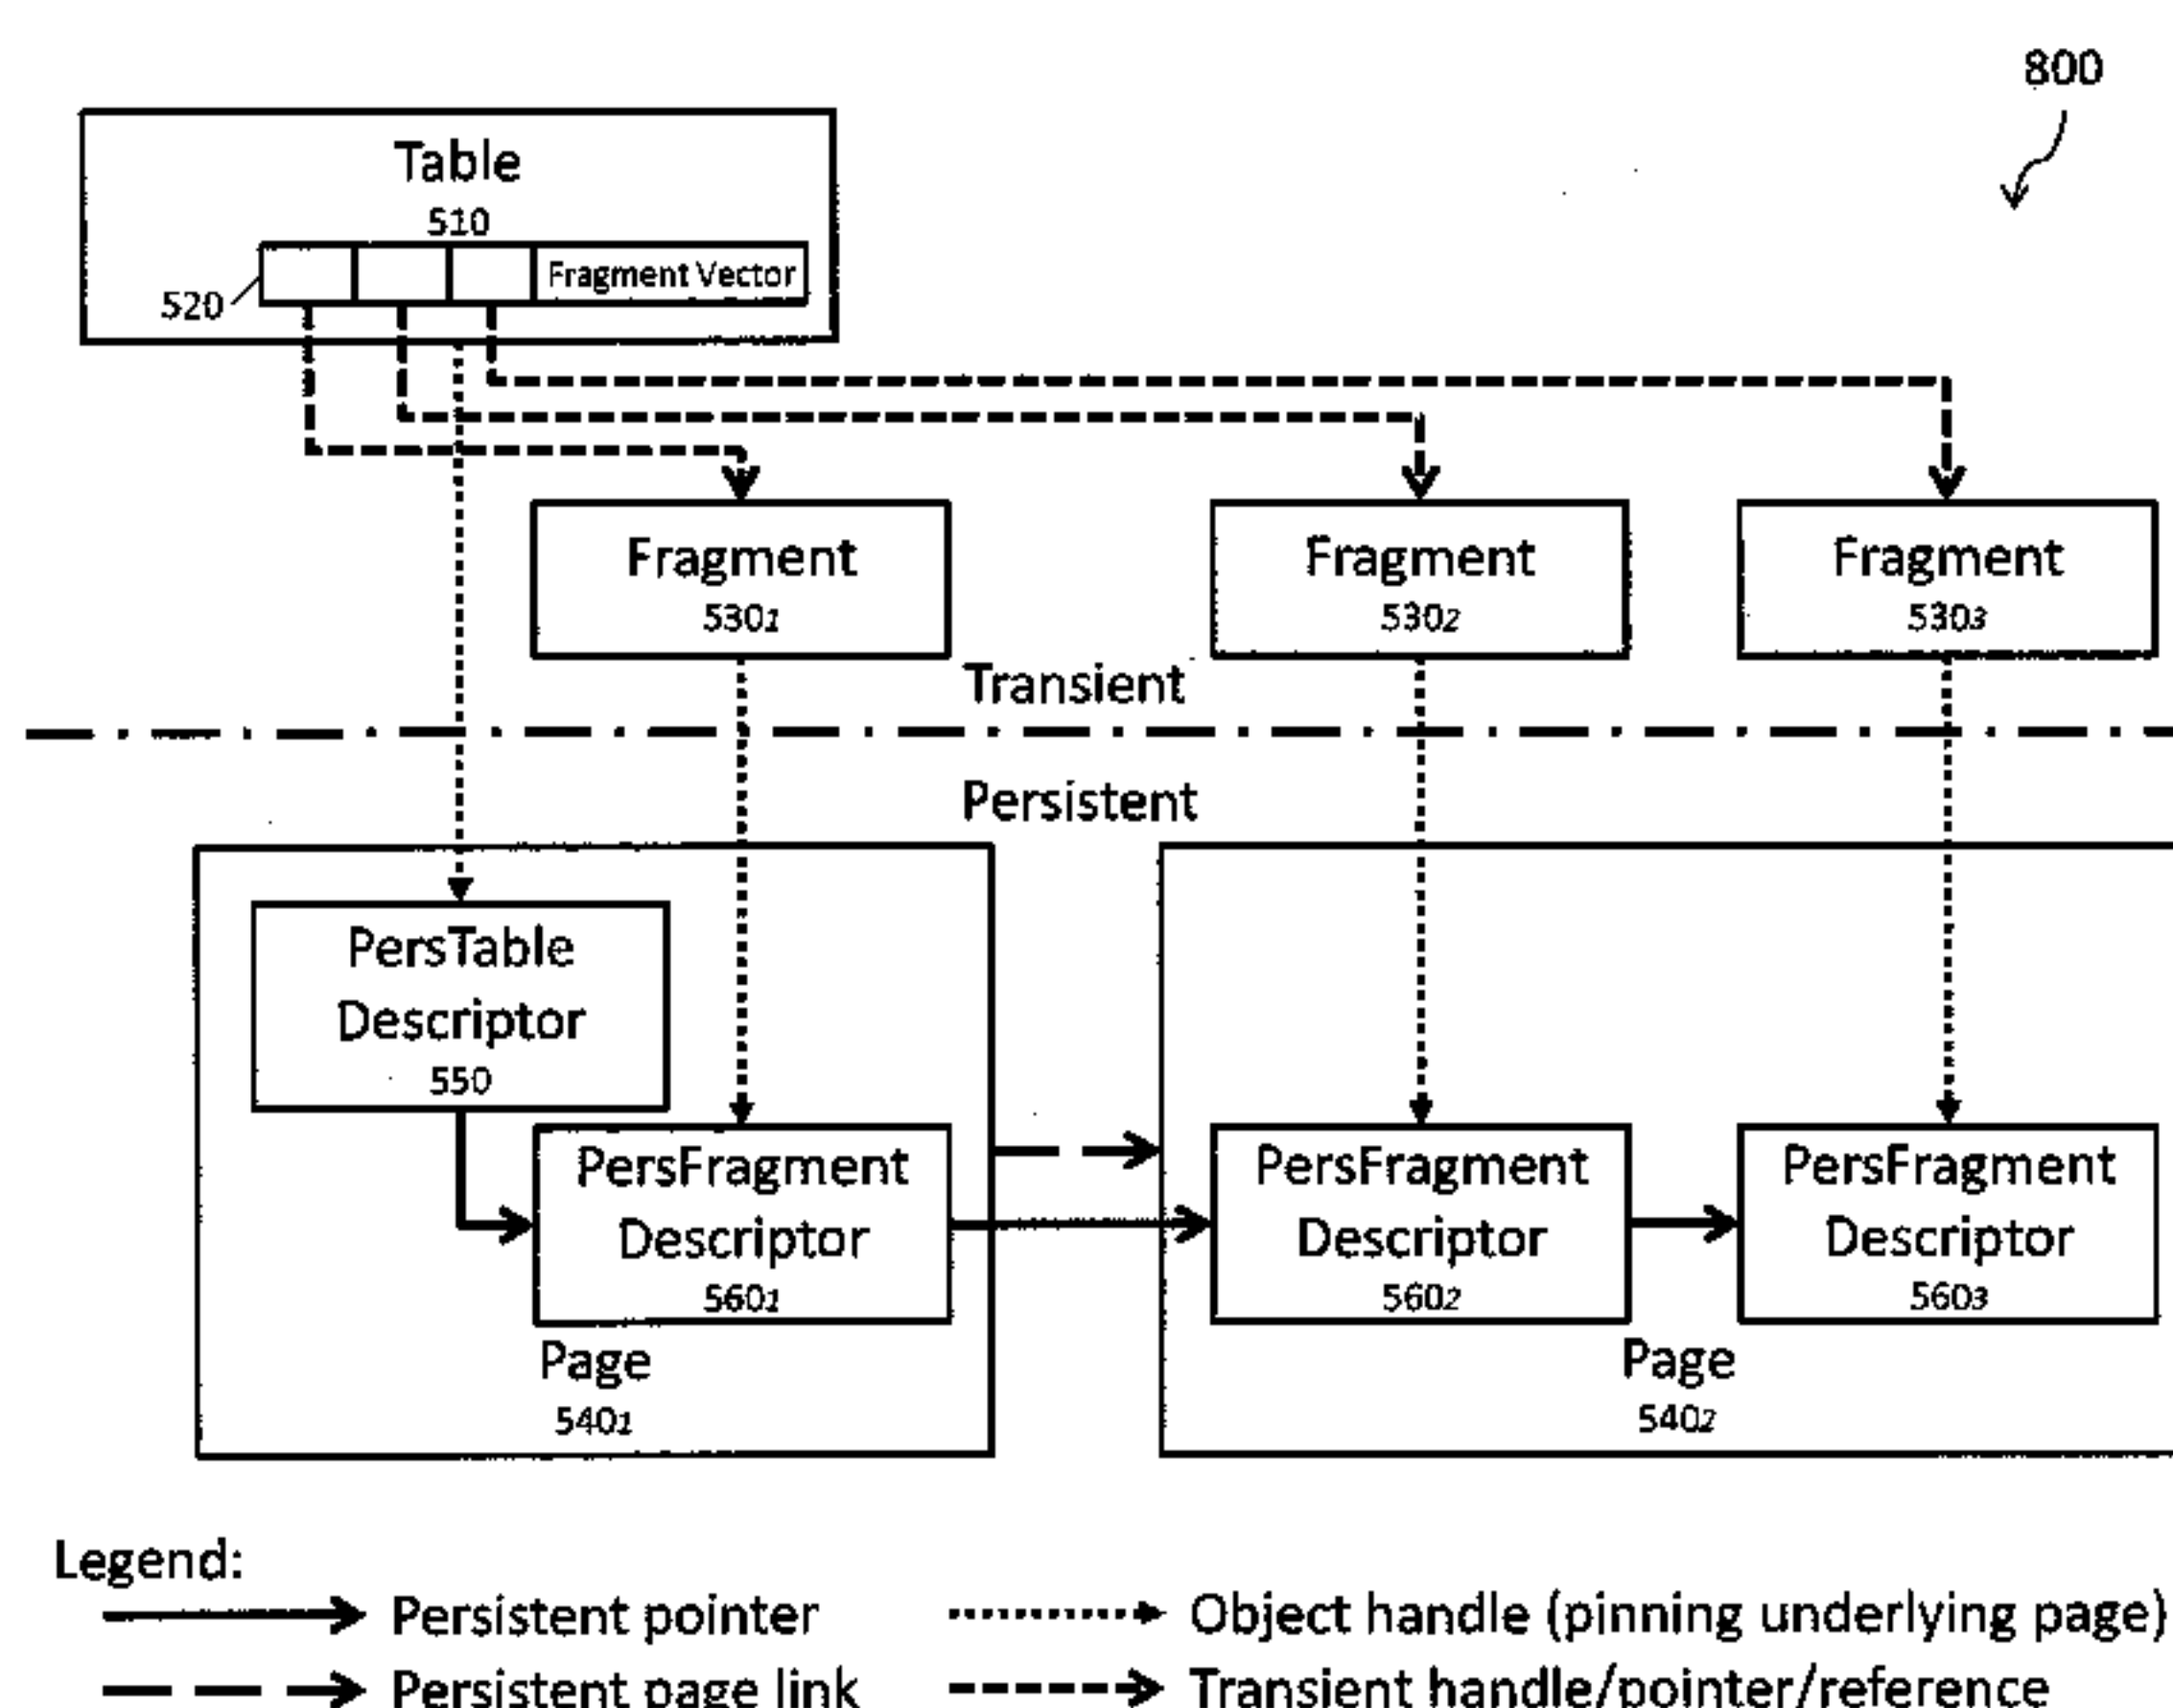 800
Table
510
Fragment Vector
520
Fragment
5301
Fragment
5302
Fragment
5303
Transient
Persistent
PersTable
Descriptor
550
PersFragment
Descriptor
5601
PersFragment
Descriptor
5602
PersFragment
Descriptor
5603
Page
5401
Page
5402
Legend:
Persistent pointer
Object handle (pinning underlying page)
Persistent page link
Transient handle/pointer/reference